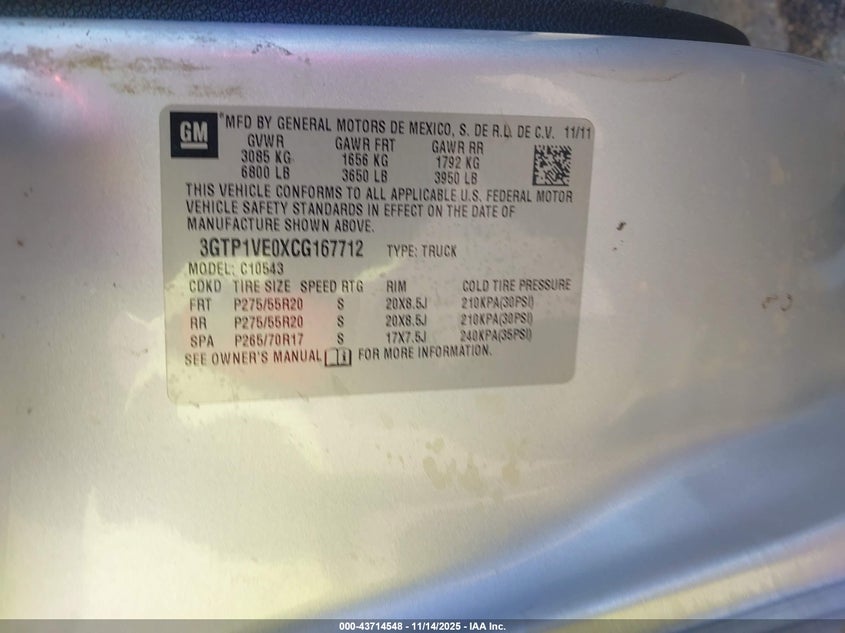 GM
MFD BY GENERAL MOTORS DE MEXICO, S. DE R.L. DE C.V. 11/11
GVWR GAWR FRT GAWR RR
3085 KG 1656 KG 1792 KG
6800 LB 3650 LB 3950 LB
THIS VEHICLE CONFORMS TO ALL APPLICABLE U.S. FEDERAL MOTOR
VEHICLE SAFETY STANDARDS IN EFFECT ON THE DATE OF
MANUFACTURE SHOWN ABOVE.
3GTP1VE0XCG167712 TYPE: TRUCK
MODEL: C10543
CDKD TIRE SIZE SPEED RTG RIM COLD TIRE PRESSURE
FRT P275/55R20 S 20X8.5J 210KPA(30PSI)
RR P275/55R20 S 20X8.5J 210KPA(30PSI)
SPA P265/70R17 S 17X7.5J 240KPA(35PSI)
SEE OWNER'S MANUAL FOR MORE INFORMATION.
000-43714548 - 11/14/2025 - IAA Inc.